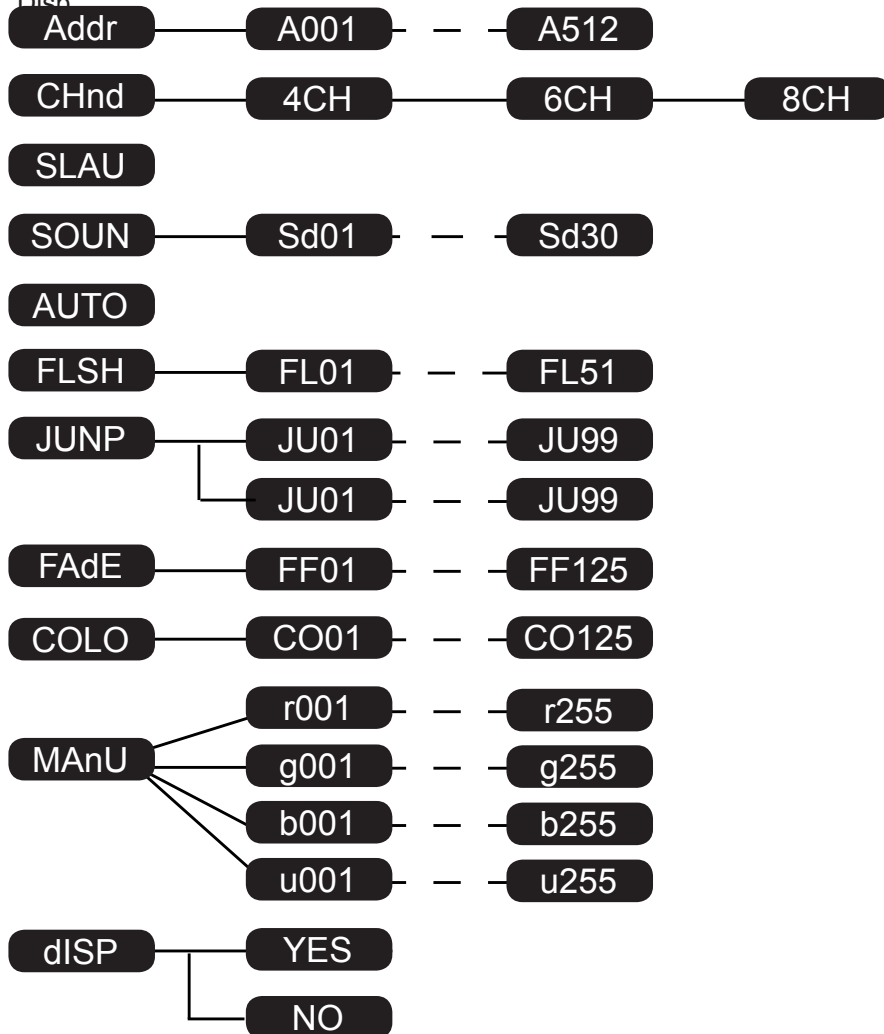 Disp
Addr A001 A512
CHnd 4CH 6CH 8CH
SLAU
SOUN Sd01 Sd30
AUTO
FLSH FL01 FL51
JUNP JU01 JU99
JU01 JU99
FAdE FF01 FF125
COLO CO01 CO125
r001 r255
MAnU g001 g255
b001 b255
u001 u255
dISP YES
NO